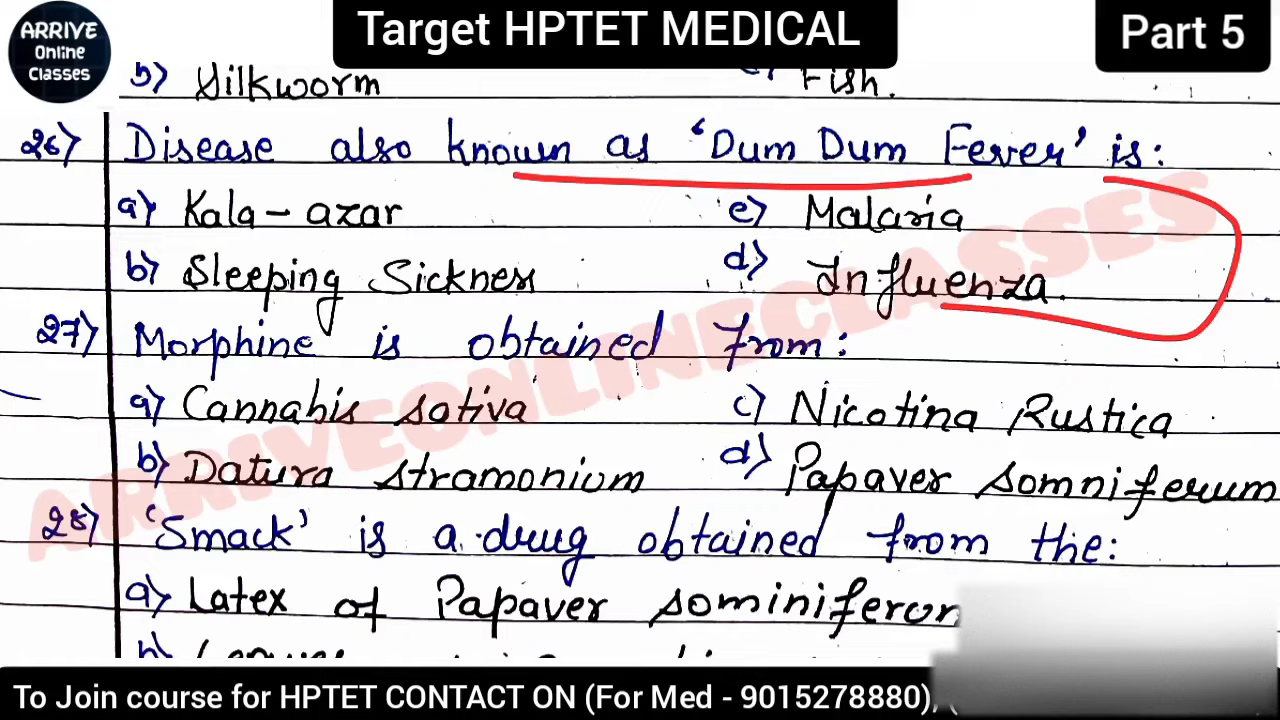 ARRIVE
Online
Classes
Target HPTET MEDICAL
Part 5
b) Silkworm
Fish.
26) Disease also known as 'Dum Dum Fever' is:
a) Kala-azar c) Malaria
b) Sleeping Sickness d) Influenza.
27) Morphine is obtained from:
a) Cannabis sativa c) Nicotina Rustica
b) Datura stramonium d) Papaver somniferum
28) 'Smack' is a drug obtained from the:
a) Latex of Papaver sominiferon
b)
ARRIVEONLINECLASSES
To Join course for HPTET CONTACT ON (For Med - 9015278880), (